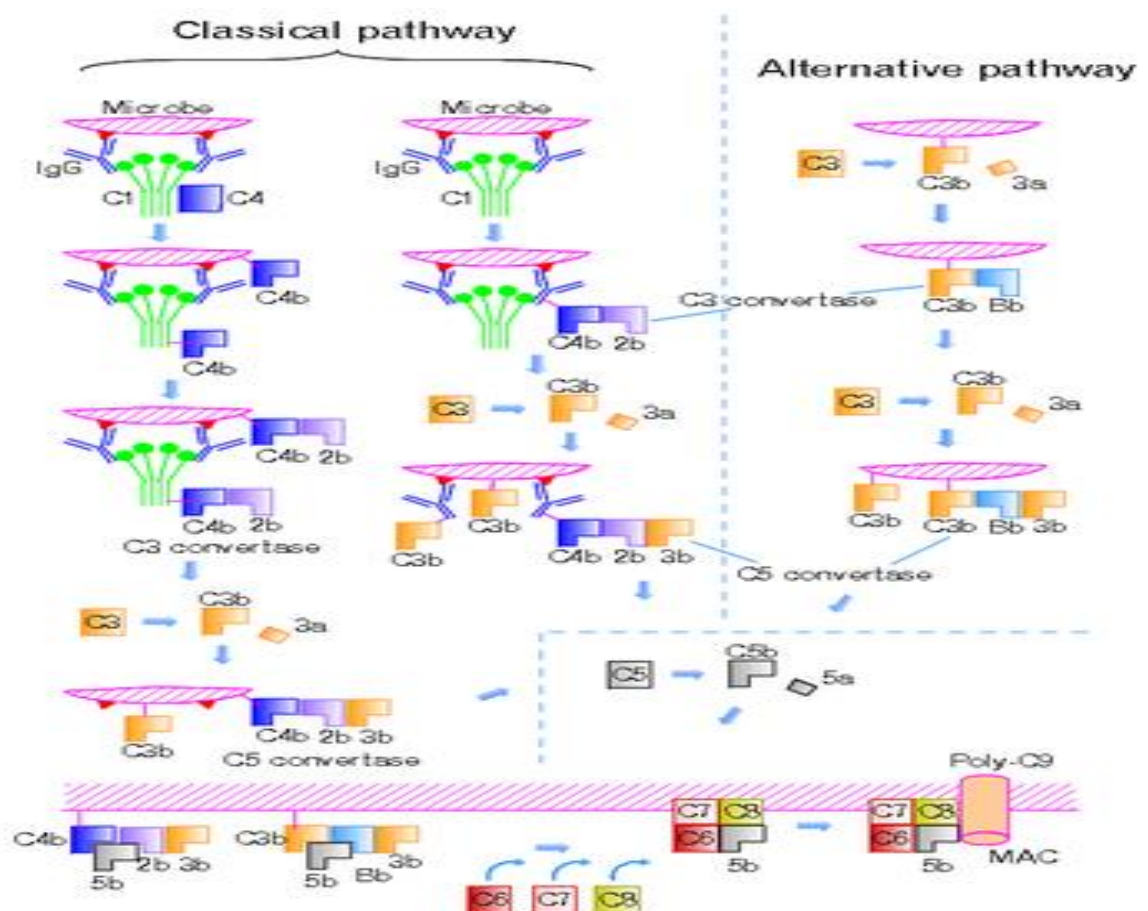 Classical pathway
Alternative pathway
Microbe
IgG
C1
C4
C4b
C4b
C4b 2b
C4b 2b
C3 convertase
C3
C3b
3a
C3b
C4b 2b 3b
C5 convertase
Microbe
IgG
C1
C4b 2b
C3 convertase
C3
C3b
3a
C3b
C3b
C4b 2b 3b
C5 convertase
C3
C3b
3a
C3b Bb
C3
C3b
3a
C3b
C3b Bb 3b
C5
C5b
5a
Poly-C9
C4b
2b 3b
5b
C3b
3b
5b Bb
C6
C7
C8
C7 C8
C6
5b
C7 C8
C6
5b
MAC